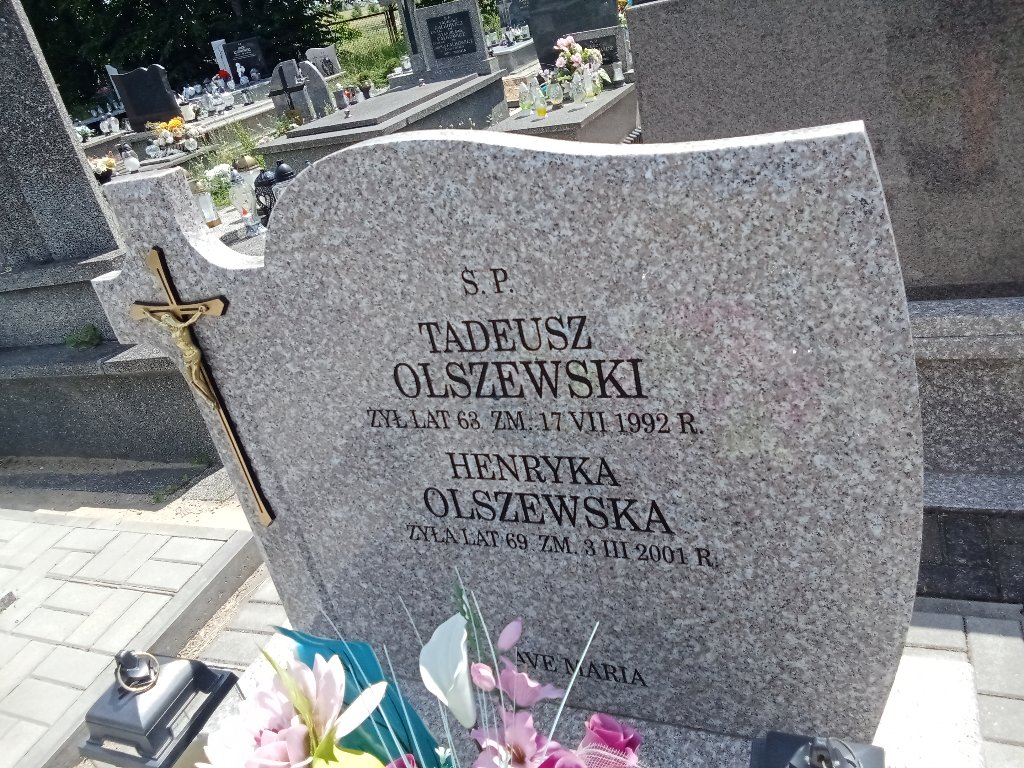 Ś. P.
TADEUSZ
OLSZEWSKI
ŻYŁ LAT 63 ZM. 17 VII 1992 R.
HENRYKA
OLSZEWSKA
ŻYŁA LAT 69 ZM. 3 III 2001 R.
AVE MARIA